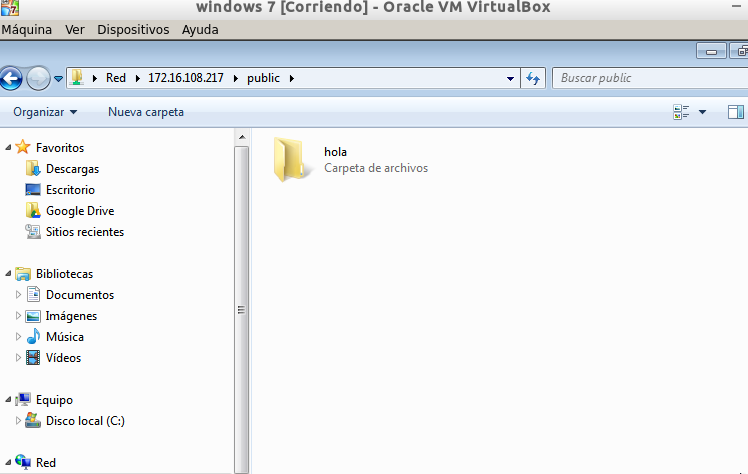 windows 7 [Corriendo] - Oracle VM VirtualBox
Máquina Ver Dispositivos Ayuda
Red 172.16.108.217 public Buscar public
Organizar Nueva carpeta
Favoritos
Descargas
Escritorio
Google Drive
Sitios recientes
Bibliotecas
Documentos
Imágenes
Música
Vídeos
Equipo
Disco local (C:)
Red
hola
Carpeta de archivos